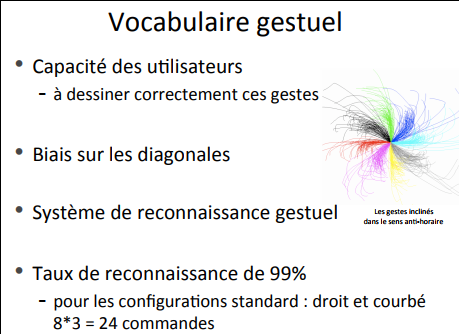 Vocabulaire gestuel
• Capacité des utilisateurs
– à dessiner correctement ces gestes
• Biais sur les diagonales
• Système de reconnaissance gestuel
Les gestes inclinés
dans le sens anti-horaire
• Taux de reconnaissance de 99%
– pour les configurations standard : droit et courbé
8*3 = 24 commandes